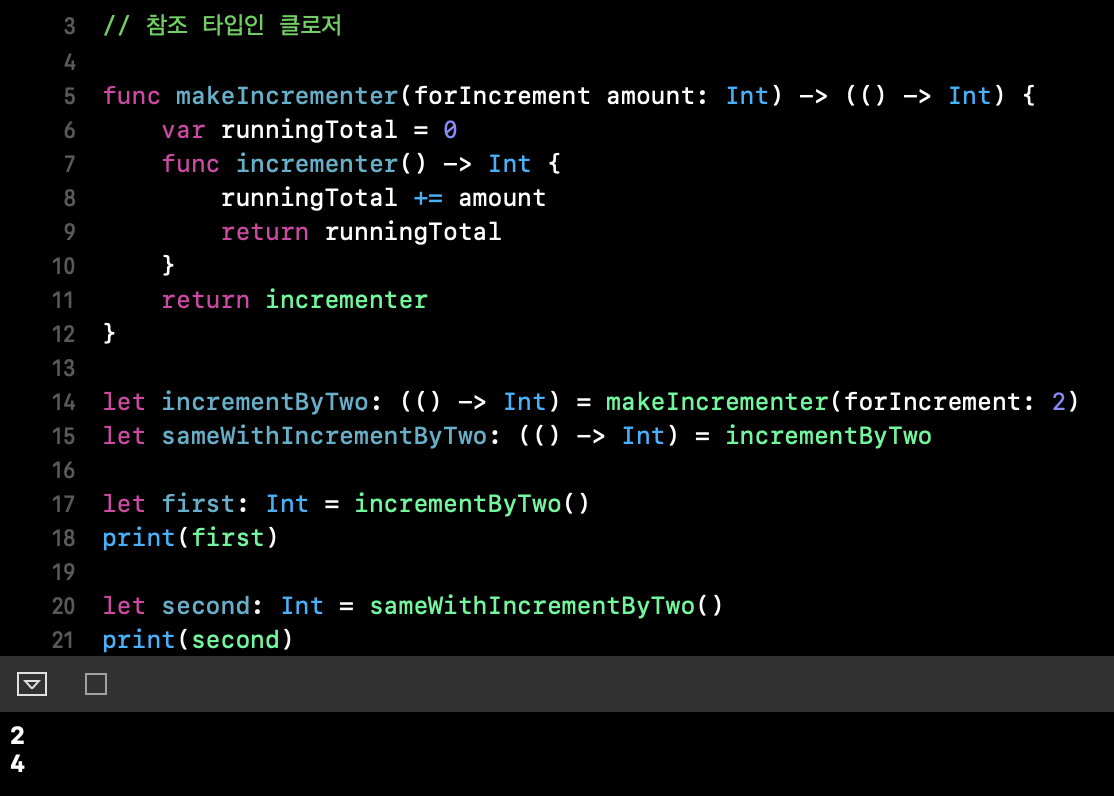 3 // 참조 타입인 클로저
4
5 func makeIncrementer(forIncrement amount: Int) -> (() -> Int) {
6     var runningTotal = 0
7     func incrementer() -> Int {
8         runningTotal += amount
9         return runningTotal
10     }
11     return incrementer
12 }
13
14 let incrementByTwo: (() -> Int) = makeIncrementer(forIncrement: 2)
15 let sameWithIncrementByTwo: (() -> Int) = incrementByTwo
16
17 let first: Int = incrementByTwo()
18 print(first)
19
20 let second: Int = sameWithIncrementByTwo()
21 print(second)
2
4